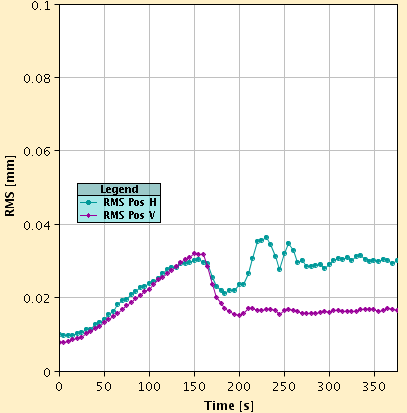 0.1
0.08
0.06
0.04
0.02
0
RMS [mm]
Legend
RMS Pos H
RMS Pos V
0 50 100 150 200 250 300 350
Time [s]